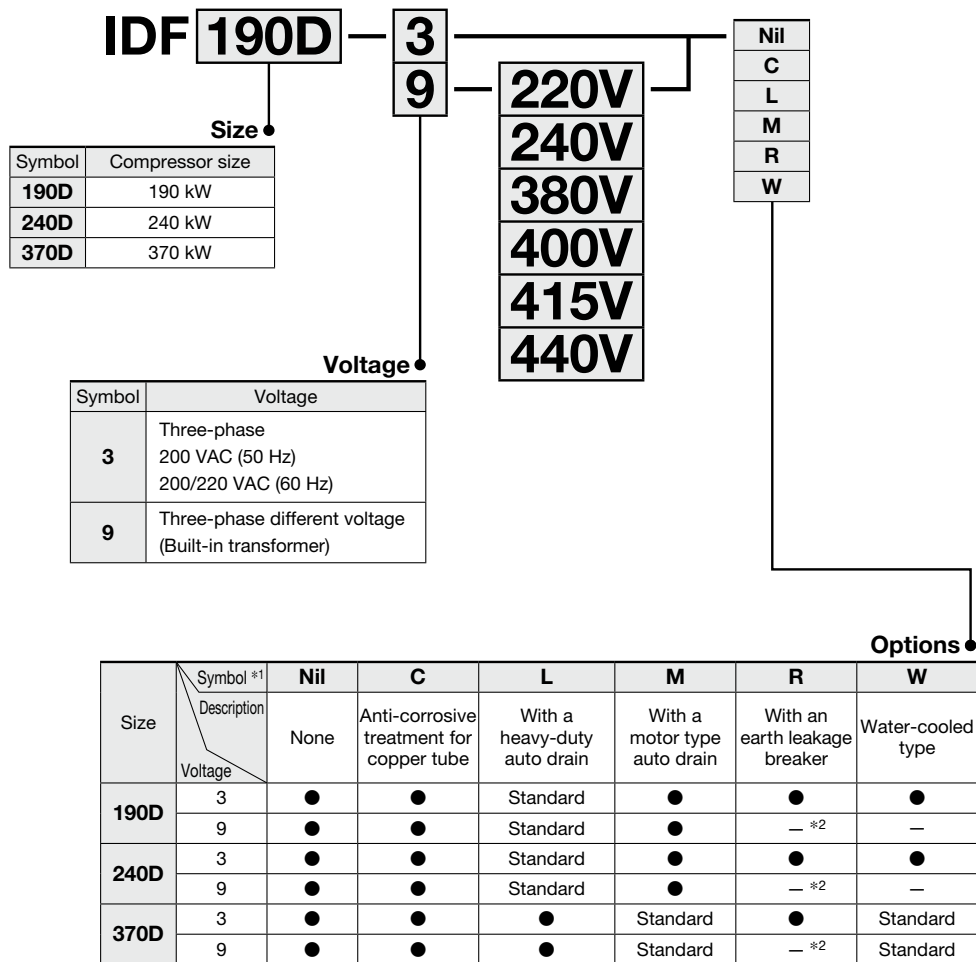 IDF 190D — 3
9 — 220V
240V
380V
400V
415V
440V
Nil
C
L
M
R
W
Size
Symbol Compressor size
190D 190 kW
240D 240 kW
370D 370 kW
Voltage
Symbol Voltage
3 Three-phase
200 VAC (50 Hz)
200/220 VAC (60 Hz)
9 Three-phase different voltage
(Built-in transformer)
Options
Size Symbol *1 Nil C L M R W
Description None Anti-corrosive treatment for copper tube With a heavy-duty auto drain With a motor type auto drain With an earth leakage breaker Water-cooled type
Voltage
190D 3 ● ● Standard ● ● ●
9 ● ● Standard ● — *2 —
240D 3 ● ● Standard ● ● ●
9 ● ● Standard ● — *2 —
370D 3 ● ● ● Standard ● Standard
9 ● ● ● Standard — *2 Standard